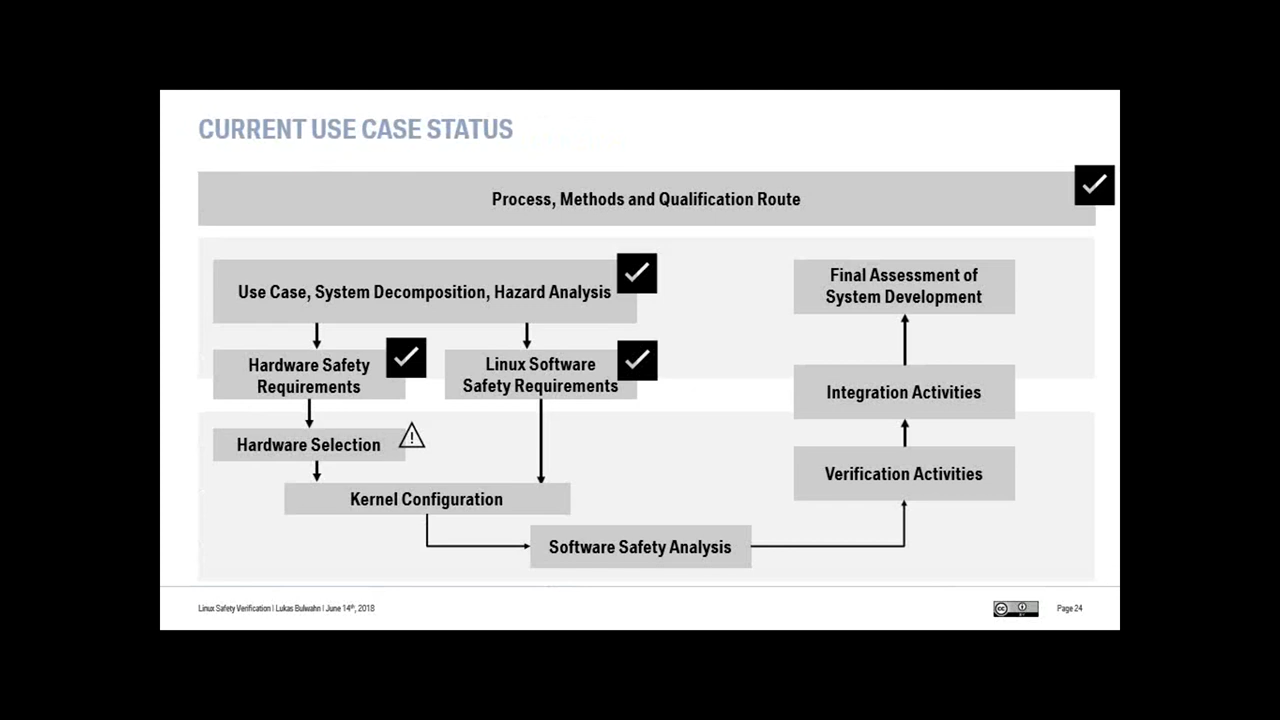 CURRENT USE CASE STATUS
Process, Methods and Qualification Route
Use Case, System Decomposition, Hazard Analysis
Final Assessment of
System Development
Hardware Safety
Requirements
Linux Software
Safety Requirements
Integration Activities
Hardware Selection
Verification Activities
Kernel Configuration
Software Safety Analysis
Linux Safety Verification | Lukas Bulwahn | June 14th, 2018
cc
BY
Page 24